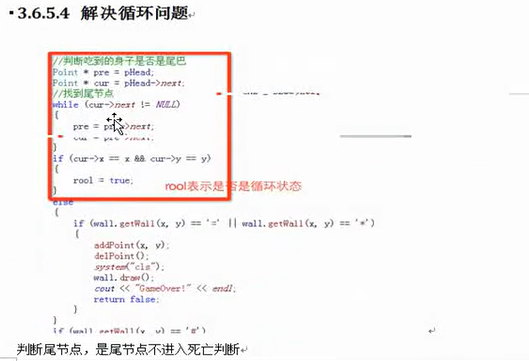 3.6.5.4 解决循环问题
//判断吃到的身子是否是尾巴
Point * pre = pHead;
Point * cur = pHead->next;
//找到尾节点
while (cur->next != NULL)
{
pre = pre->next;
cur = pre->next;
}
if (cur->x == x && cur->y == y)
{
rool = true;
}
rool表示是否是循环状态
else
{
if (wall.getWall(x, y) == '=' || wall.getWall(x, y) == '*')
{
addPoint(x, y);
delPoint();
system("cls");
wall.draw();
cout << "GameOver!" << endl;
return false;
}
if (wall.getWall(x, y) == '#')
判断尾节点，是尾节点不进入死亡判断